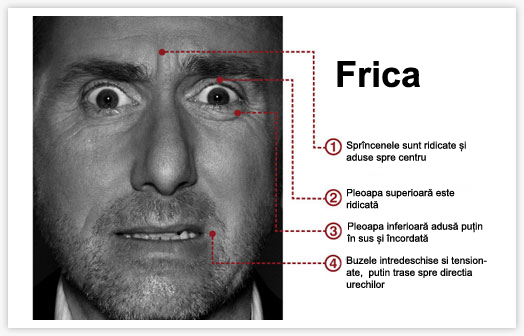 Frica
1 Sprîncenele sunt ridicate și
aduse spre centru
2 Pleoapa superioară este
ridicată
3 Pleoapa inferioară adusă puțin
în sus și încordată
4 Buzele intredeschise si tension-
ate, putin trase spre directia
urechilor